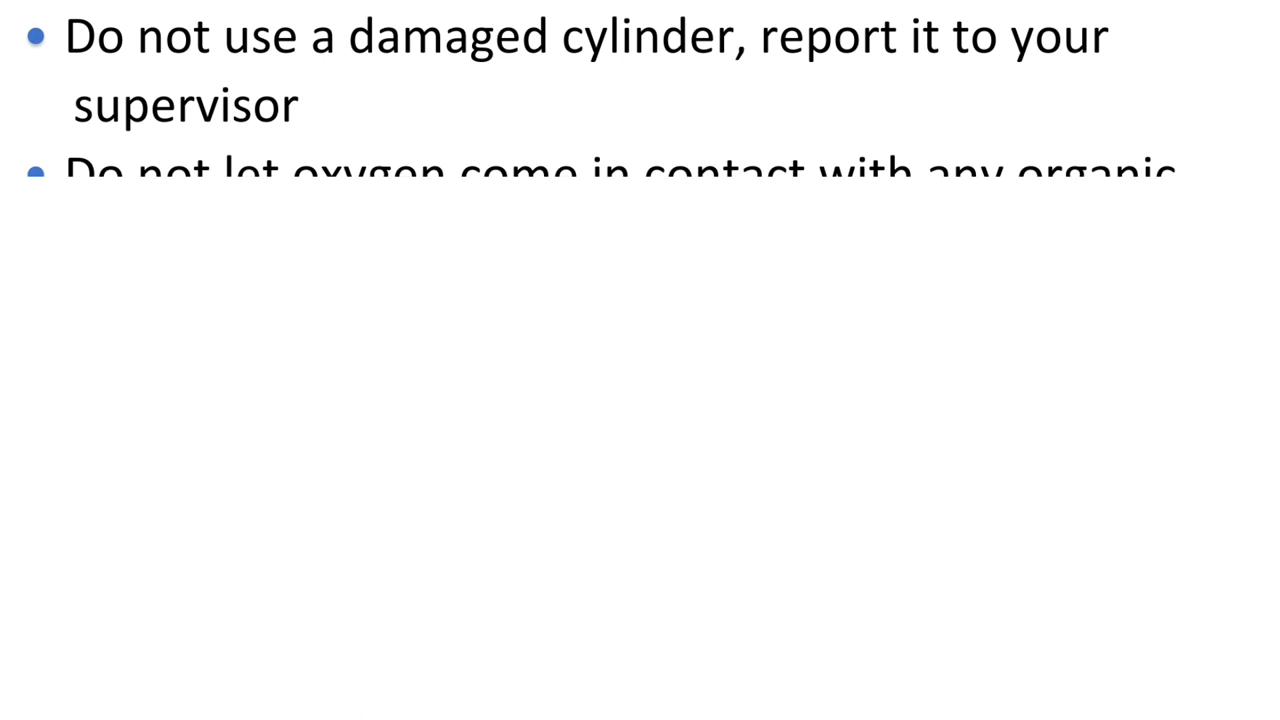 • Do not use a damaged cylinder, report it to your
supervisor
• Do not let oxygen come in contact with any organic